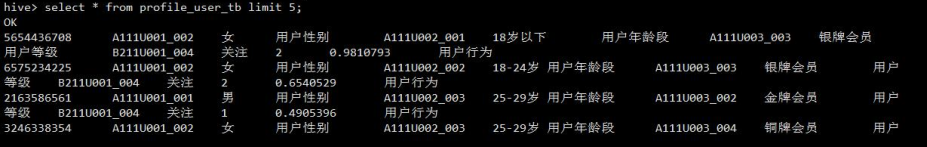 hive> select * from profile_user_tb limit 5;
OK
5654436708 A111U001_002 女 用户性别 A111U002_001 18岁以下 用户年龄段 A111U003_003 银牌会员
用户等级 B211U001_004 关注 2 0.9810793 用户行为
6575234225 A111U001_002 女 用户性别 A111U002_002 18-24岁 用户年龄段 A111U003_003 银牌会员 用户
等级 B211U001_004 关注 2 0.6540529 用户行为
2163586561 A111U001_001 男 用户性别 A111U002_003 25-29岁 用户年龄段 A111U003_002 金牌会员 用户
等级 B211U001_004 关注 1 0.4905396 用户行为
3246338354 A111U001_002 女 用户性别 A111U002_003 25-29岁 用户年龄段 A111U003_004 铜牌会员 用户